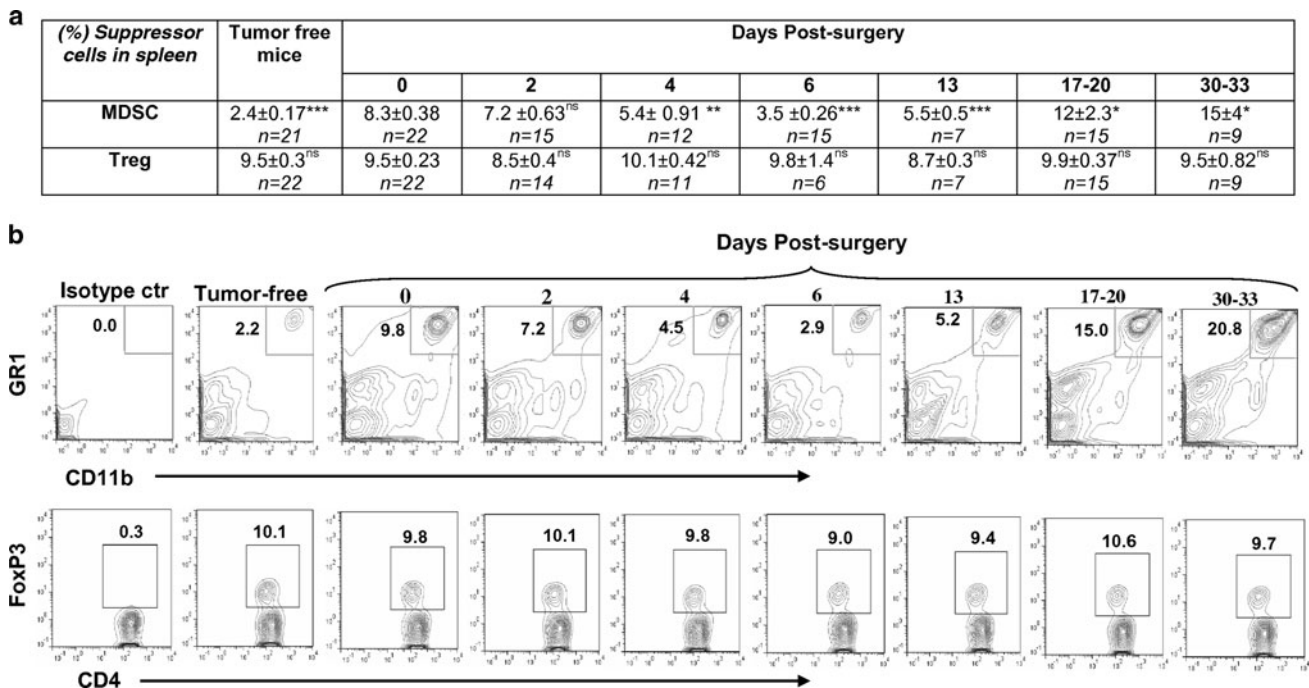 a
(%) Suppressor cells in spleen
Tumor free mice
Days Post-surgery
0 2 4 6 13 17-20 30-33
MDSC 2.4±0.17*** 8.3±0.38 7.2 ±0.63ns 5.4± 0.91 ** 3.5 ±0.26*** 5.5±0.5*** 12±2.3* 15±4*
n=21 n=22 n=15 n=12 n=15 n=7 n=15 n=9
Treg 9.5±0.3ns 9.5±0.23 8.5±0.4ns 10.1±0.42ns 9.8±1.4ns 8.7±0.3ns 9.9±0.37ns 9.5±0.82ns
n=22 n=22 n=14 n=11 n=6 n=7 n=15 n=9
b
Days Post-surgery
Isotype ctr Tumor-free 0 2 4 6 13 17-20 30-33
0.0 2.2 9.8 7.2 4.5 2.9 5.2 15.0 20.8
GR1
CD11b
0.3 10.1 9.8 10.1 9.8 9.0 9.4 10.6 9.7
FoxP3
CD4